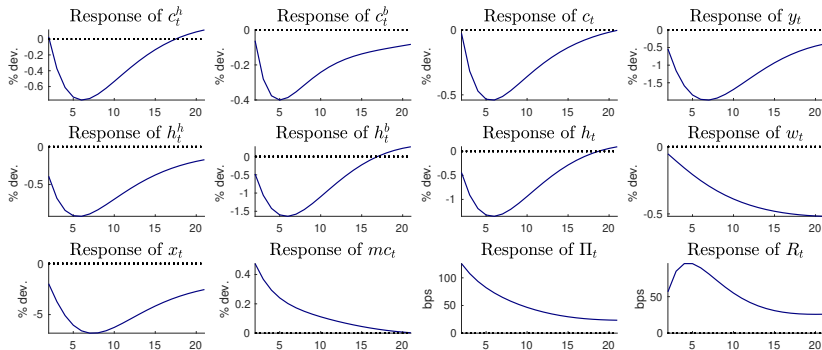 Response of $c_t^h$
% dev.
0
-0.2
-0.4
-0.6
5 10 15 20
Response of $c_t^b$
% dev.
0
-0.2
-0.4
5 10 15 20
Response of $c_t$
% dev.
0
-0.5
5 10 15 20
Response of $y_t$
% dev.
0
-0.5
-1
-1.5
5 10 15 20
Response of $h_t^h$
% dev.
0
-0.5
5 10 15 20
Response of $h_t^b$
% dev.
0
-0.5
-1
-1.5
5 10 15 20
Response of $h_t$
% dev.
0
-0.5
-1
5 10 15 20
Response of $w_t$
% dev.
0
-0.5
5 10 15 20
Response of $x_t$
% dev.
0
-5
5 10 15 20
Response of $mc_t$
% dev.
0.4
0.2
0
5 10 15 20
Response of $\Pi_t$
bps
100
50
0
5 10 15 20
Response of $R_t$
bps
50
0
5 10 15 20